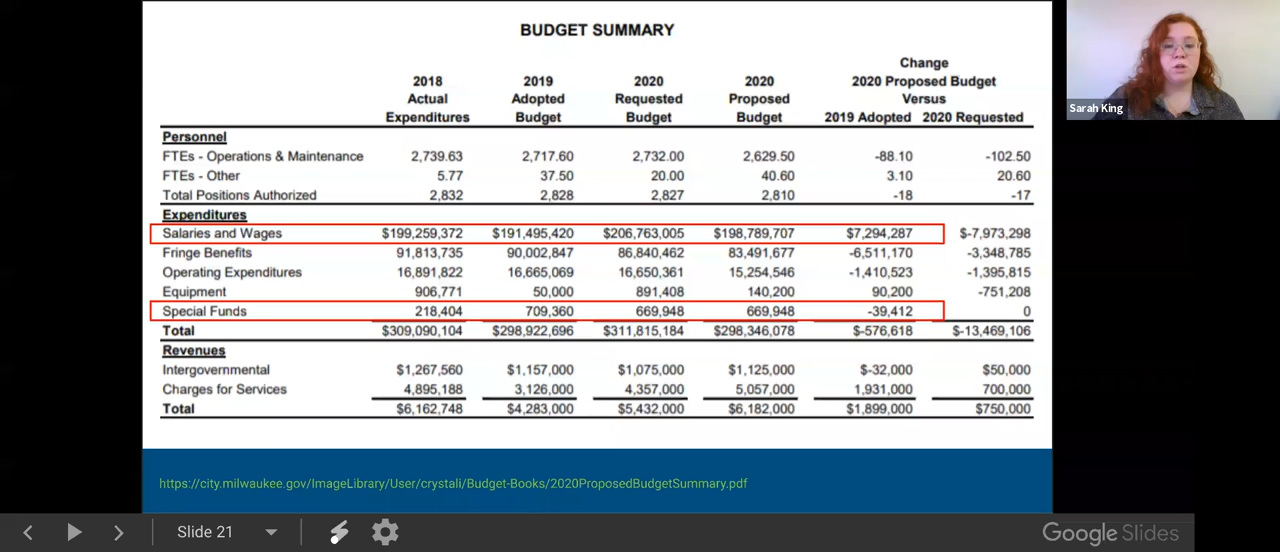 BUDGET SUMMARY
Change
2018 2019 2020 2020 2020 Proposed Budget
Actual Adopted Requested Proposed Versus
Expenditures Budget Budget Budget 2019 Adopted 2020 Requested
Personnel
FTEs - Operations & Maintenance 2,739.63 2,717.60 2,732.00 2,629.50 -88.10 -102.50
FTEs - Other 5.77 37.50 20.00 40.60 3.10 20.60
Total Positions Authorized 2,832 2,828 2,827 2,810 -18 -17
Expenditures
Salaries and Wages $199,259,372 $191,495,420 $206,763,005 $198,789,707 $7,294,287 $-7,973,298
Fringe Benefits 91,813,735 90,002,847 86,840,462 83,491,677 -6,511,170 -3,348,785
Operating Expenditures 16,891,822 16,665,069 16,650,361 15,254,546 -1,410,523 -1,395,815
Equipment 906,771 50,000 891,408 140,200 90,200 -751,208
Special Funds 218,404 709,360 669,948 669,948 -39,412 0
Total $309,090,104 $298,922,696 $311,815,184 $298,346,078 $-576,618 $-13,469,106
Revenues
Intergovernmental $1,267,560 $1,157,000 $1,075,000 $1,125,000 $-32,000 $50,000
Charges for Services 4,895,188 3,126,000 4,357,000 5,057,000 1,931,000 700,000
Total $6,162,748 $4,283,000 $5,432,000 $6,182,000 $1,899,000 $750,000
https://city.milwaukee.gov/ImageLibrary/User/crystali/Budget-Books/2020ProposedBudgetSummary.pdf
Sarah King
Slide 21
Google Slides